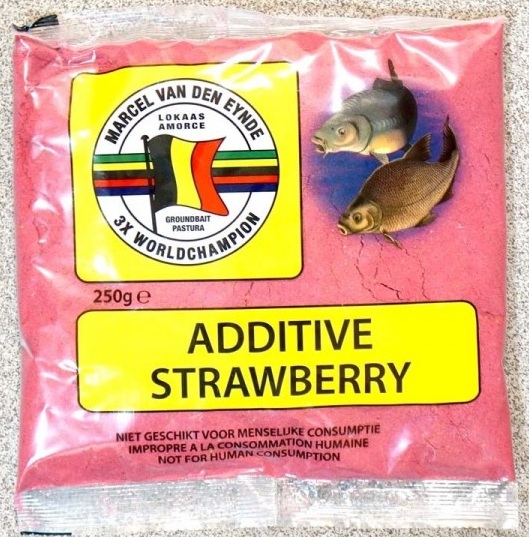 MARCEL VAN DEN EYNDE
LOKAAS
AMORCE
GROUNDBAIT
PASTURA
3X WORLDCHAMPION
250g ℮
ADDITIVE
STRAWBERRY
NIET GESCHIKT VOOR MENSELIJKE CONSUMPTIE
IMPROPRE A LA CONSOMMATION HUMAINE
NOT FOR HUMAN CONSUMPTION